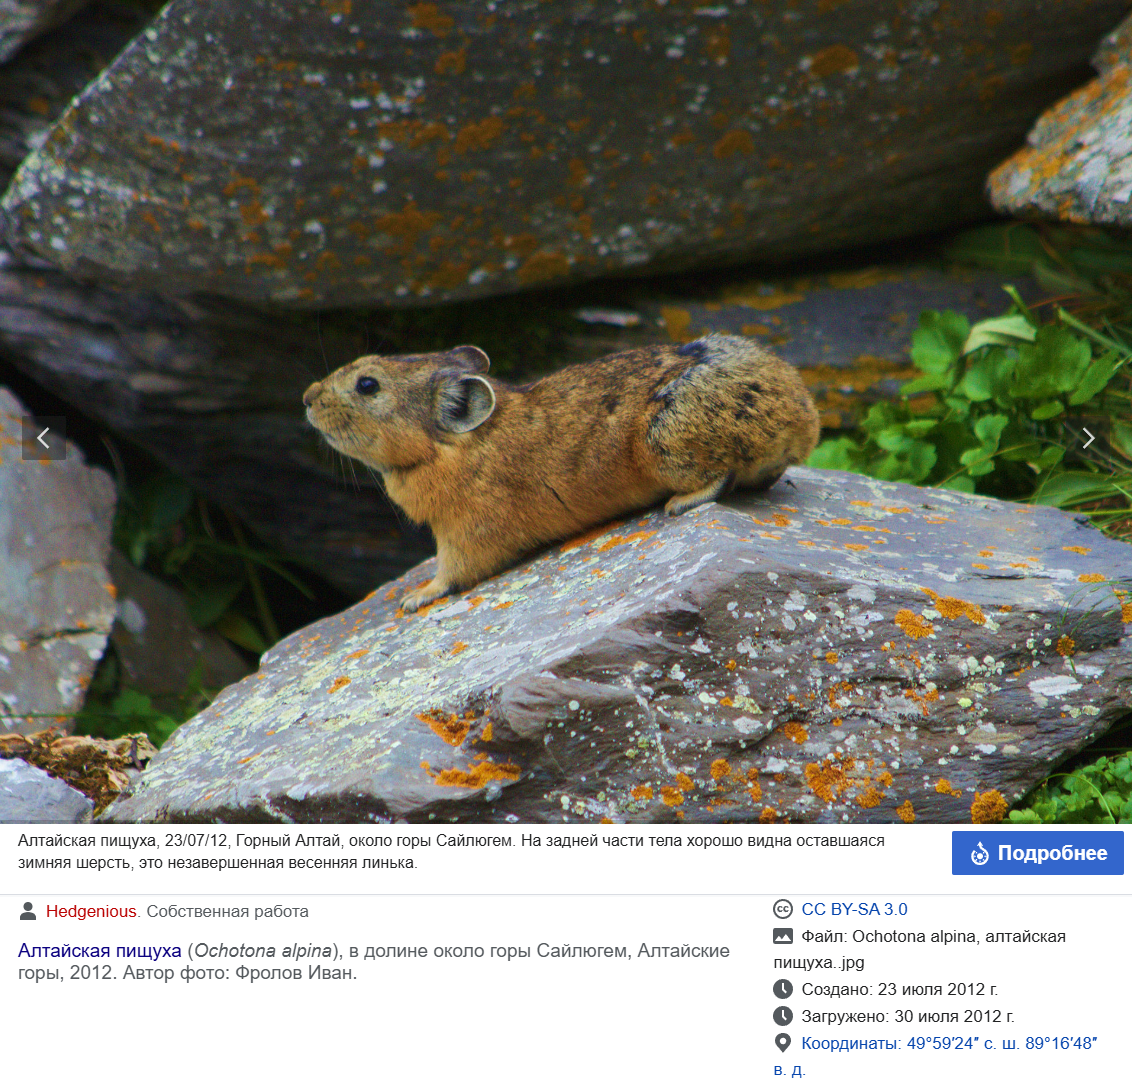 Алтайская пищуха, 23/07/12, Горный Алтай, около горы Сайлюгем. На задней части тела хорошо видна оставшаяся
зимняя шерсть, это незавершенная весенняя линька.
Подробнее
Hedgenious. Собственная работа
Алтайская пищуха (Ochotona alpina), в долине около горы Сайлюгем, Алтайские
горы, 2012. Автор фото: Фролов Иван.
CC BY-SA 3.0
Файл: Ochotona alpina, алтайская
пищуха..jpg
Создано: 23 июля 2012 г.
Загружено: 30 июля 2012 г.
Координаты: 49°59′24″ с. ш. 89°16′48″
в. д.